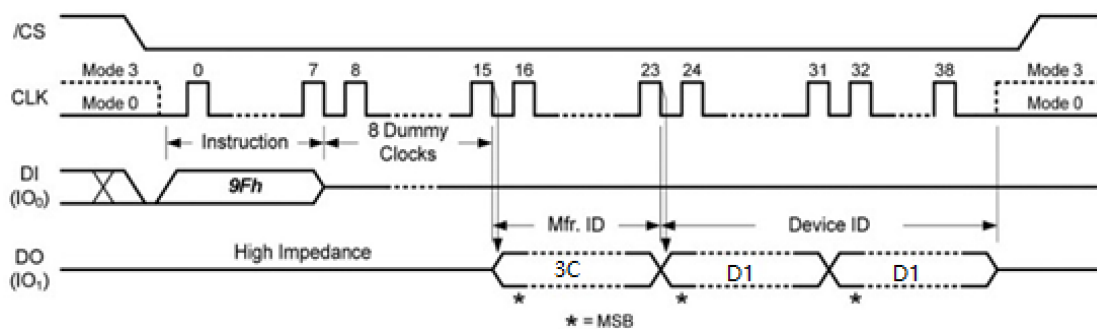 /CS
Mode 3 0 7 8 15 16 23 24 31 32 38 Mode 3
CLK Mode 0 Mode 0
Instruction 8 Dummy
Clocks
DI
(IO0) 9Fh
Mfr. ID Device ID
DO High Impedance 3C D1 D1
(IO1)
* * *
* = MSB